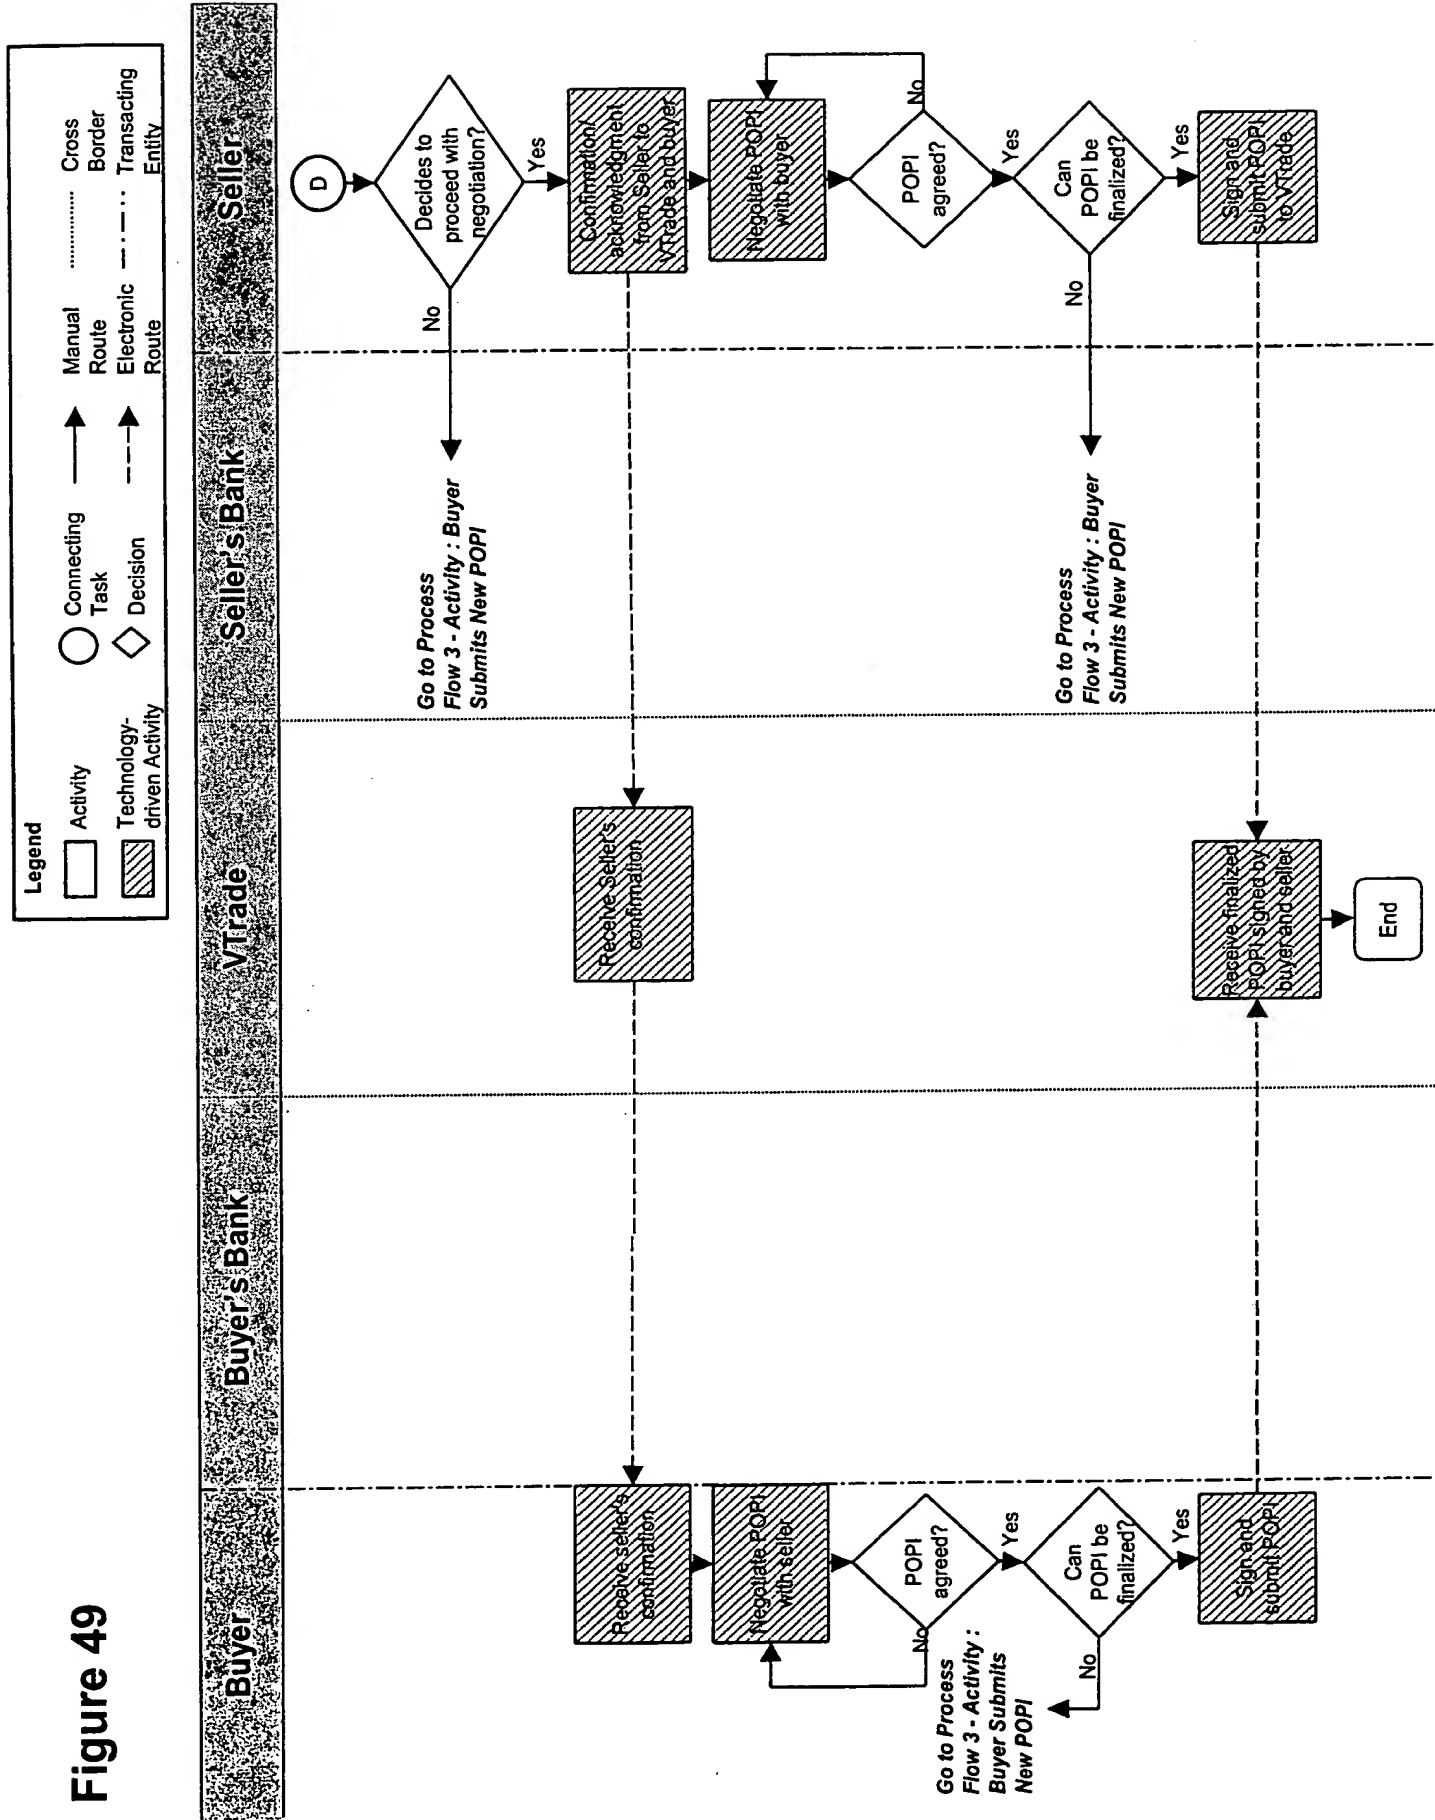 Figure 49
Legend
Activity
Technology-
driven Activity
Connecting
Task
Decision
Manual
Route
Electronic
Route
Cross
Border
Transacting
Entity
Buyer
Buyer's Bank
VTrade
Seller's Bank
Seller
D
Decides to
proceed with
negotiation?
No
Yes
Go to Process
Flow 3 - Activity : Buyer
Submits New POPI
Confirmation/
acknowledgment
from Seller to
VTrade and buyer
Receive Seller's
confirmation
Receive seller's
confirmation
Negotiate POPI
with buyer
Negotiate POPI
with seller
POPI
agreed?
No
Yes
POPI
agreed?
No
Yes
Can
POPI be
finalized?
No
Yes
Go to Process
Flow 3 - Activity : Buyer
Submits New POPI
Can
POPI be
finalized?
No
Yes
Go to Process
Flow 3 - Activity :
Buyer Submits
New POPI
Sign and
submit POPI
to VTrade
Sign and
submit POPI
Receive finalized
POPI signed by
buyer and seller
End